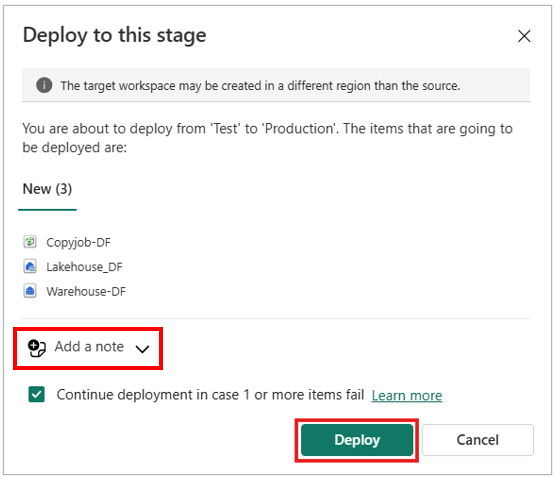 Deploy to this stage
The target workspace may be created in a different region than the source.
You are about to deploy from 'Test' to 'Production'. The items that are going to
be deployed are:
New (3)
Copyjob-DF
Lakehouse_DF
Warehouse-DF
Add a note
Continue deployment in case 1 or more items fail Learn more
Deploy Cancel